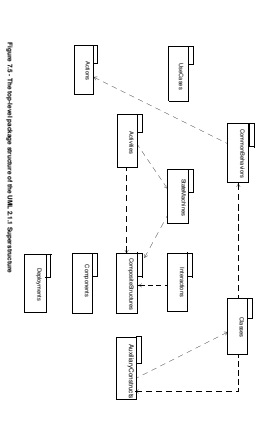 CommonBehaviors
Classes
UseCases
StateMachines
Interactions
Activities
CompositeStructures
AuxiliaryConstructs
Actions
Components
Deployments
Figure 7.5 - The top-level package structure of the UML 2.1.1 Superstructure